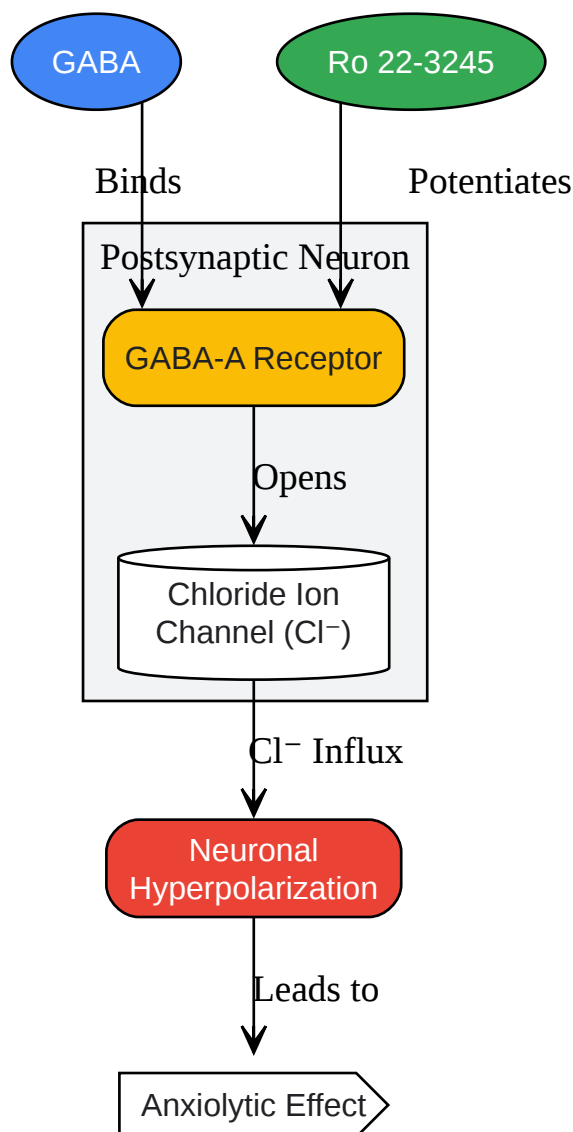 GABA
Ro 22-3245
Binds
Potentiates
Postsynaptic Neuron
GABA-A Receptor
Opens
Chloride Ion
Channel (Cl⁻)
Cl⁻ Influx
Neuronal
Hyperpolarization
Leads to
Anxiolytic Effect